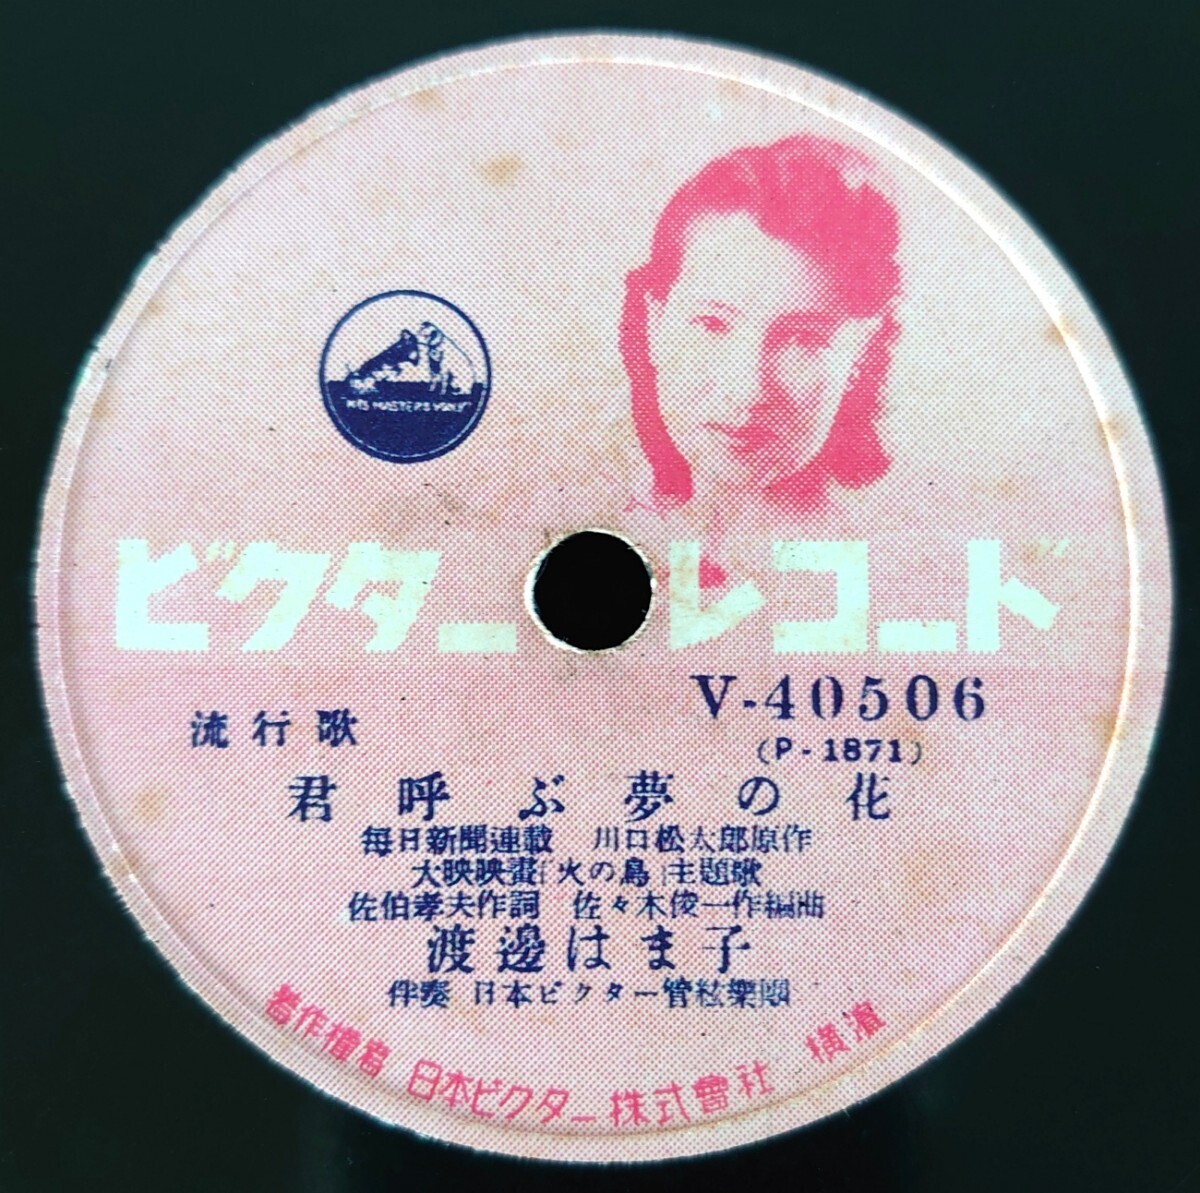 "HIS MASTER'S VOICE"
ビクター レコード
V-40506
(P-1871)
流行歌
君呼ぶ夢の花
毎日新聞連載 川口松太郎原作
大映映畫「火の鳥」主題歌
佐伯孝夫作詞 佐々木俊一作編曲
渡邊はま子
伴奏 日本ビクター管絃樂團
著作權者 日本ビクター株式會社 横濱